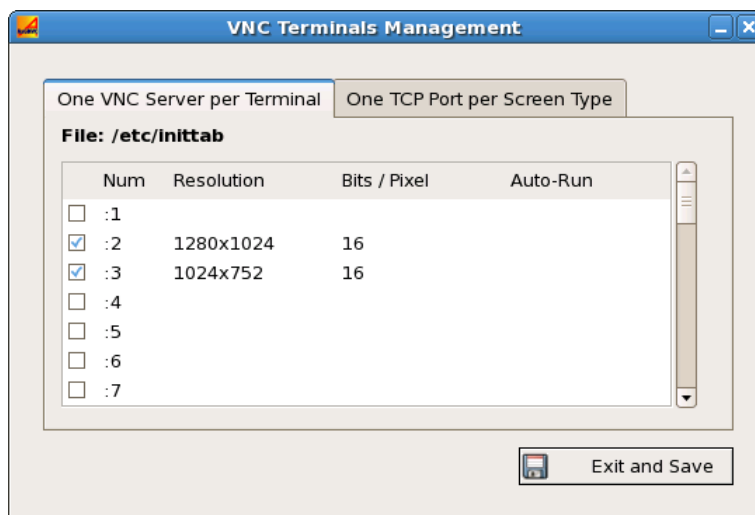 VNC Terminals Management
One VNC Server per Terminal One TCP Port per Screen Type
File: /etc/inittab
Num Resolution Bits / Pixel Auto-Run
:1
:2 1280x1024 16
:3 1024x752 16
:4
:5
:6
:7
Exit and Save